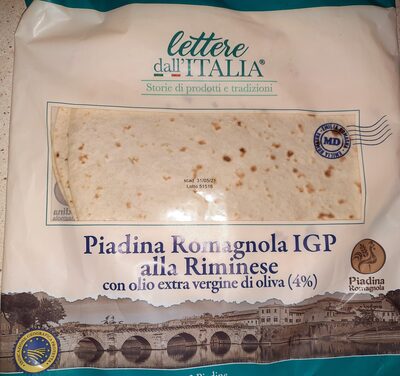 lettere
dall'ITALIA®
Storie di prodotti e tradizioni
MD
scad 31/05/25
Lotto 51518
Piadina Romagnola IGP
alla Riminese
con olio extra vergine di oliva (4%)
Piadina
Romagnola